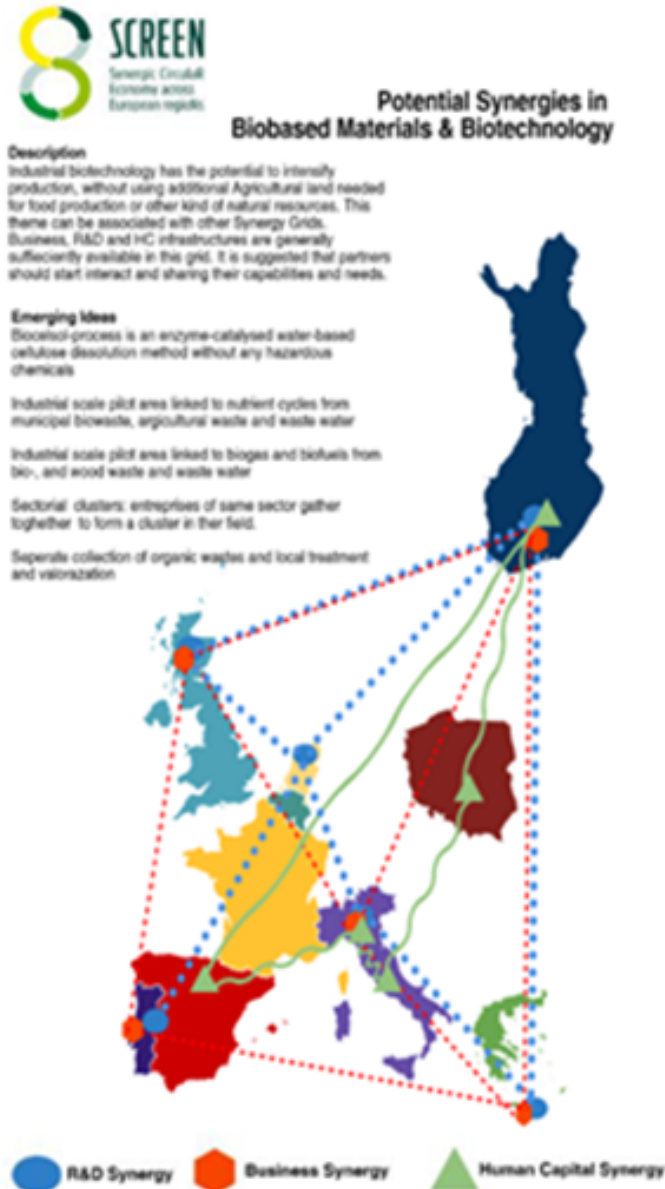 SCREEN
Synergic CirculaR
Economy across
European regioNs
Potential Synergies in
Biobased Materials & Biotechnology
Description
Industrial biotechnology has the potential to intensify
production, without using additional Agricultural land needed
for food production or other kind of natural resources. This
theme can be associated with other Synergy Grids.
Business, R&D and HC infrastructures are generally
suffieciently available in this grid. It is suggested that partners
should start interact and sharing their capabilities and needs.
Emerging Ideas
Biocelsol-process is an enzyme-catalysed water-based
cellulose dissolution method without any hazardous
chemicals
Industrial scale pilot area linked to nutrient cycles from
municipal biowaste, argicultural waste and waste water
Industrial scale pilot area linked to biogas and biofuels from
bio-, and wood waste and waste water
Sectorial clusters: entreprises of same sector gather
toghether to form a cluster in ther field.
Seperate collection of organic wastes and local treatment
and valorazation
R&D Synergy
Business Synergy
Human Capital Synergy